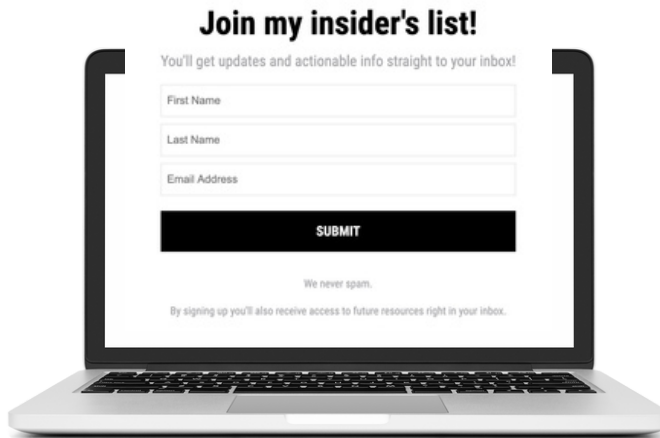 Join my insider's list!
You'll get updates and actionable info straight to your inbox!
First Name
Last Name
Email Address
SUBMIT
We never spam.
By signing up you'll also receive access to future resources right in your inbox.